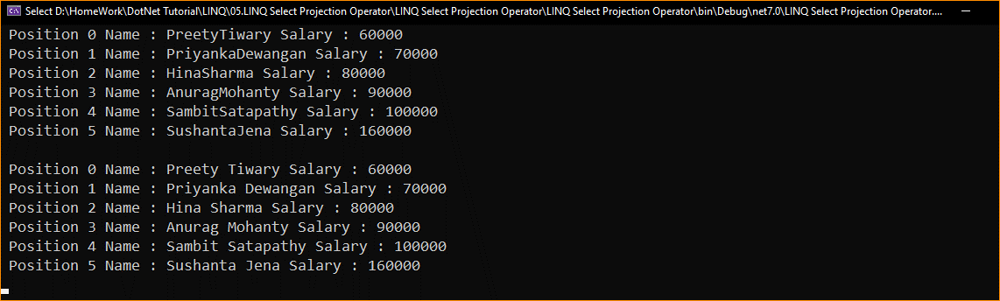 Select D:\HomeWork\DotNet Tutorial\LINQ\05.LINQ Select Projection Operator\LINQ Select Projection Operator\LINQ Select Projection Operator\bin\Debug\net7.0\LINQ Select Projection Operator....
Position 0 Name : PreetyTiwary Salary : 60000
Position 1 Name : PriyankaDewangan Salary : 70000
Position 2 Name : HinaSharma Salary : 80000
Position 3 Name : AnuragMohanty Salary : 90000
Position 4 Name : SambitSatapathy Salary : 100000
Position 5 Name : SushantaJena Salary : 160000
Position 0 Name : Preety Tiwary Salary : 60000
Position 1 Name : Priyanka Dewangan Salary : 70000
Position 2 Name : Hina Sharma Salary : 80000
Position 3 Name : Anurag Mohanty Salary : 90000
Position 4 Name : Sambit Satapathy Salary : 100000
Position 5 Name : Sushanta Jena Salary : 160000